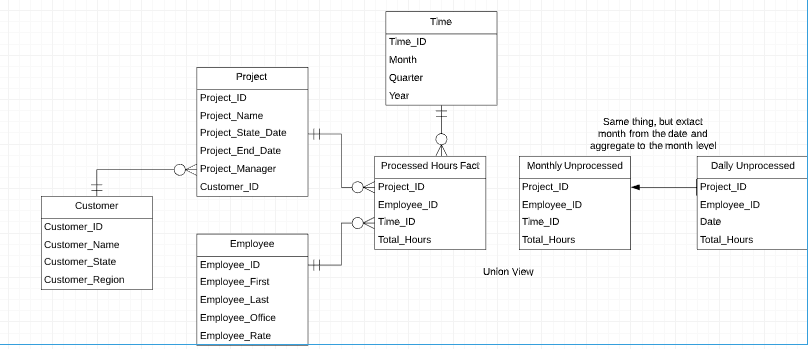 Time
Time_ID
Month
Quarter
Year
Project
Project_ID
Project_Name
Project_State_Date
Project_End_Date
Project_Manager
Customer_ID
Customer
Customer_ID
Customer_Name
Customer_State
Customer_Region
Employee
Employee_ID
Employee_First
Employee_Last
Employee_Office
Employee_Rate
Processed Hours Fact
Project_ID
Employee_ID
Time_ID
Total_Hours
Same thing, but extact
month from the date and
aggregate to the month level
Monthly Unprocessed
Project_ID
Employee_ID
Time_ID
Total_Hours
Daily Unprocessed
Project_ID
Employee_ID
Date
Total_Hours
Union View